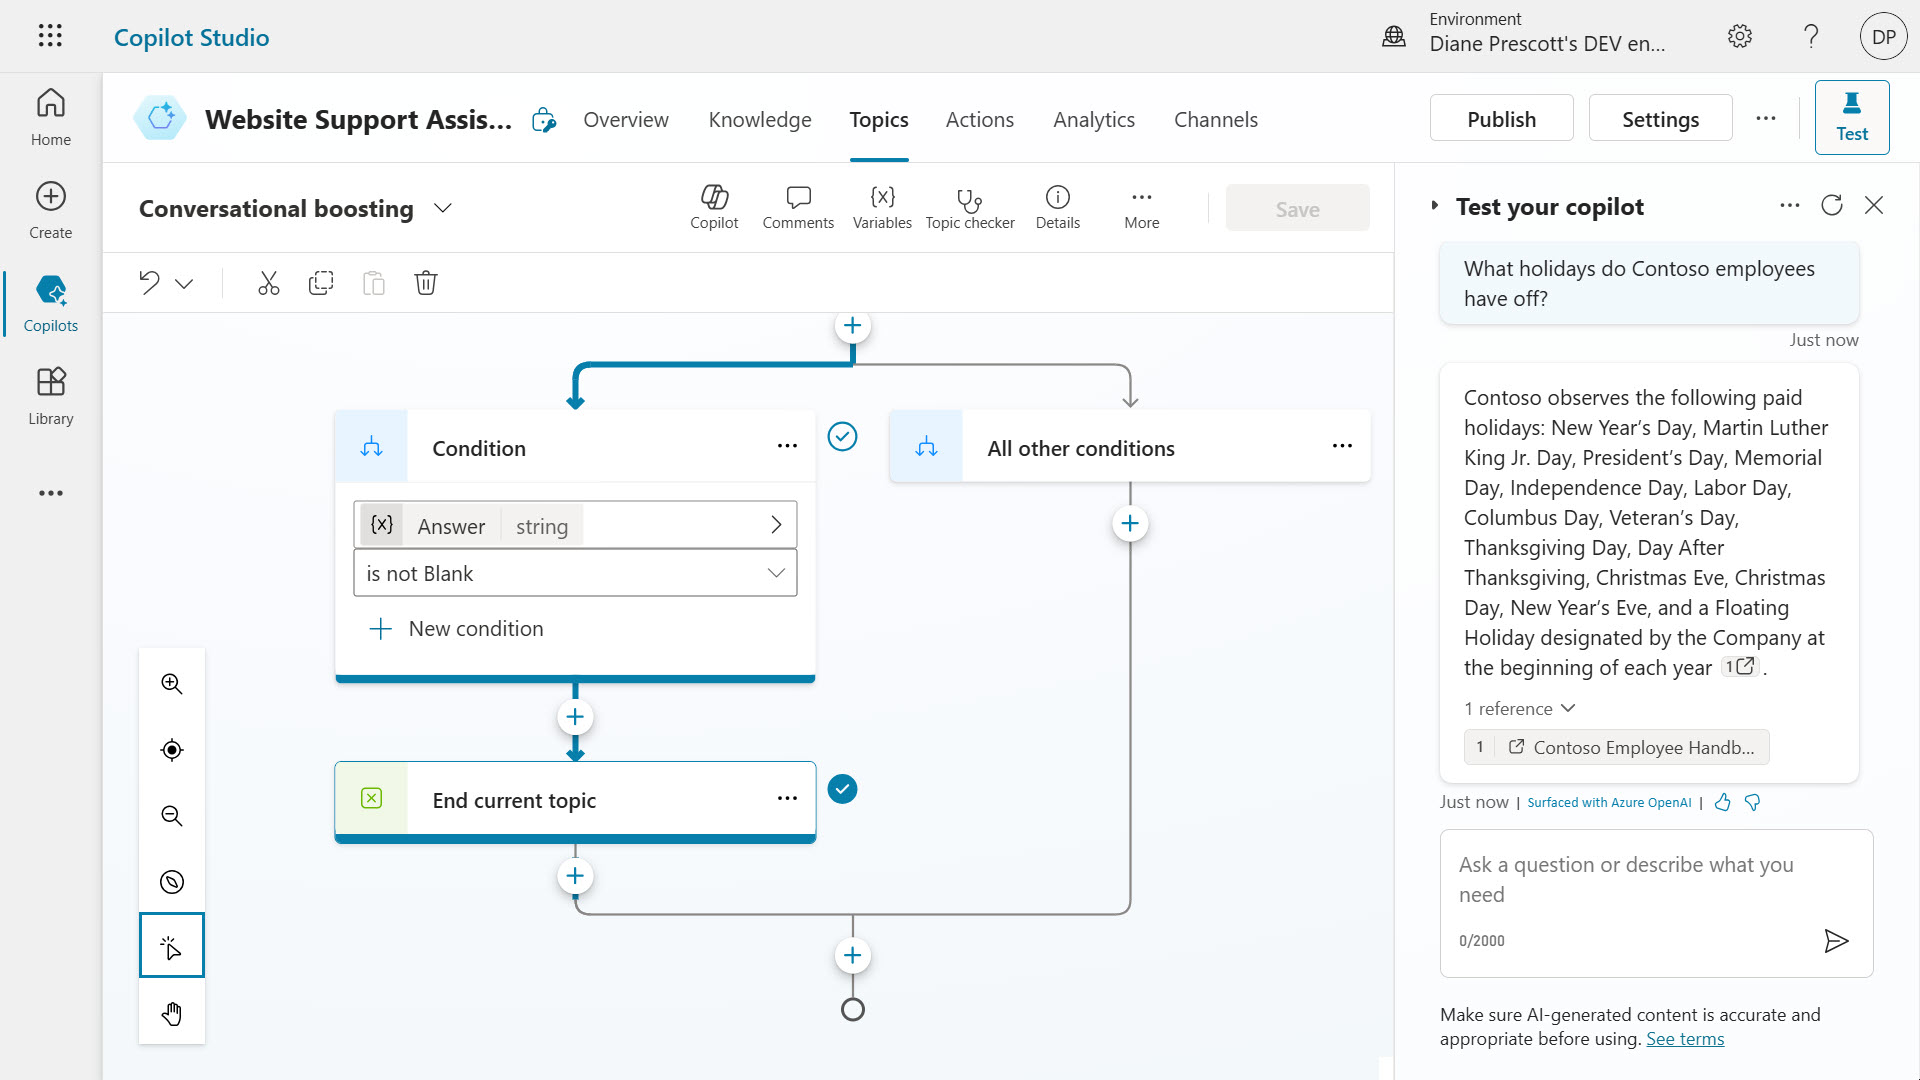 Copilot Studio
Environment
Diane Prescott's DEV en...
DP
Home
Create
Copilots
Library
Website Support Assis...
Overview
Knowledge
Topics
Actions
Analytics
Channels
Publish
Settings
Test
Conversational boosting
Copilot
Comments
{x}
Variables
Topic checker
Details
More
Save
Condition
{x} Answer string
is not Blank
New condition
End current topic
All other conditions
Test your copilot
What holidays do Contoso employees
have off?
Just now
Contoso observes the following paid
holidays: New Year’s Day, Martin Luther
King Jr. Day, President’s Day, Memorial
Day, Independence Day, Labor Day,
Columbus Day, Veteran’s Day,
Thanksgiving Day, Day After
Thanksgiving, Christmas Eve, Christmas
Day, New Year’s Eve, and a Floating
Holiday designated by the Company at
the beginning of each year 1 .
1 reference
1 Contoso Employee Handb...
Just now | Surfaced with Azure OpenAI |
Ask a question or describe what you
need
0/2000
Make sure AI-generated content is accurate and
appropriate before using. See terms